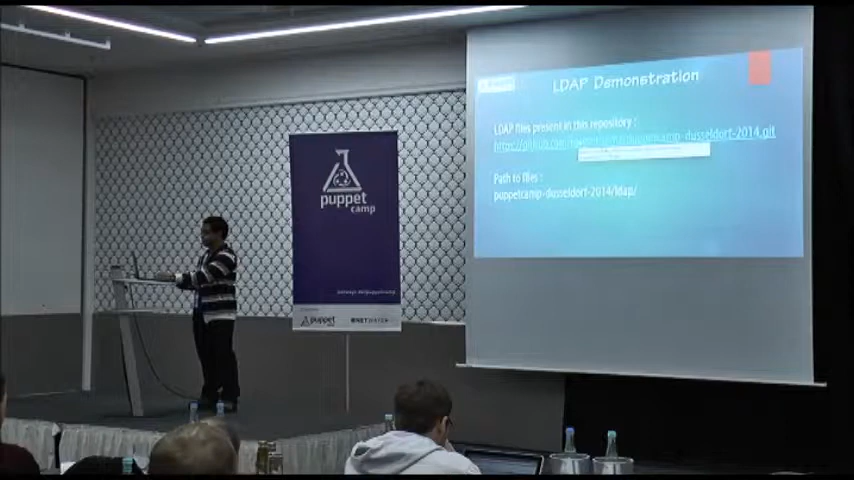 LDAP Demonstration
LDAP files present in this repository :
puppetcamp-dusseldorf-2014.git
Path to files :
puppetcamp-dusseldorf-2014/ldap/
puppet
camp
puppet